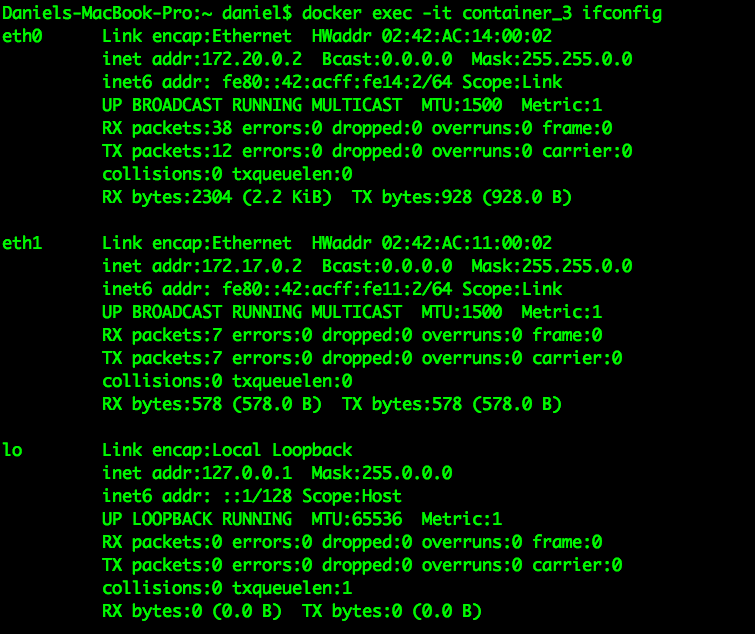 Daniels-MacBook-Pro:~ daniel$ docker exec -it container_3 ifconfig
eth0      Link encap:Ethernet  HWaddr 02:42:AC:14:00:02
          inet addr:172.20.0.2  Bcast:0.0.0.0  Mask:255.255.0.0
          inet6 addr: fe80::42:acff:fe14:2/64 Scope:Link
          UP BROADCAST RUNNING MULTICAST  MTU:1500  Metric:1
          RX packets:38 errors:0 dropped:0 overruns:0 frame:0
          TX packets:12 errors:0 dropped:0 overruns:0 carrier:0
          collisions:0 txqueuelen:0
          RX bytes:2304 (2.2 KiB)  TX bytes:928 (928.0 B)

eth1      Link encap:Ethernet  HWaddr 02:42:AC:11:00:02
          inet addr:172.17.0.2  Bcast:0.0.0.0  Mask:255.255.0.0
          inet6 addr: fe80::42:acff:fe11:2/64 Scope:Link
          UP BROADCAST RUNNING MULTICAST  MTU:1500  Metric:1
          RX packets:7 errors:0 dropped:0 overruns:0 frame:0
          TX packets:7 errors:0 dropped:0 overruns:0 carrier:0
          collisions:0 txqueuelen:0
          RX bytes:578 (578.0 B)  TX bytes:578 (578.0 B)

lo        Link encap:Local Loopback
          inet addr:127.0.0.1  Mask:255.0.0.0
          inet6 addr: ::1/128 Scope:Host
          UP LOOPBACK RUNNING  MTU:65536  Metric:1
          RX packets:0 errors:0 dropped:0 overruns:0 frame:0
          TX packets:0 errors:0 dropped:0 overruns:0 carrier:0
          collisions:0 txqueuelen:1
          RX bytes:0 (0.0 B)  TX bytes:0 (0.0 B)